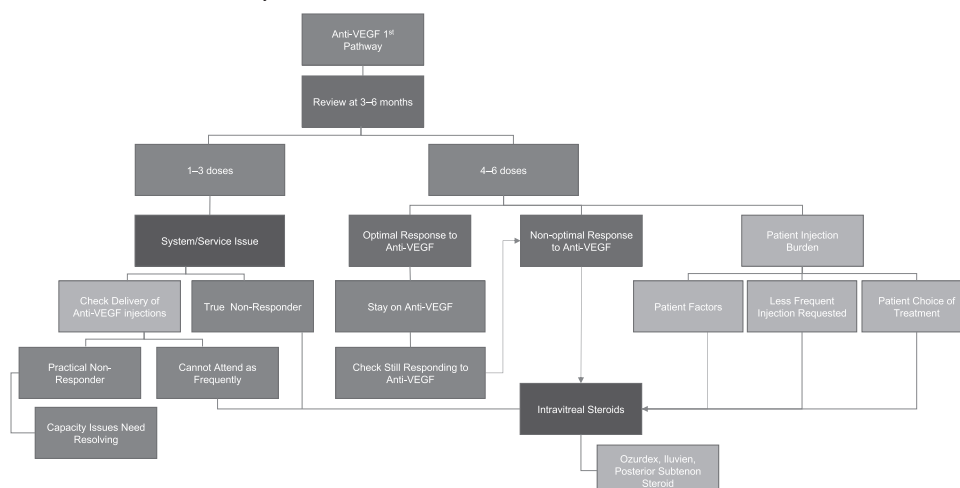 Anti-VEGF 1st
Pathway
Review at 3–6 months
1–3 doses
4–6 doses
System/Service Issue
Optimal Response to
Anti-VEGF
Non-optimal Response
to Anti-VEGF
Patient Injection
Burden
Check Delivery of
Anti-VEGF injections
True Non-Responder
Stay on Anti-VEGF
Patient Factors
Less Frequent
Injection Requested
Patient Choice of
Treatment
Practical Non-
Responder
Cannot Attend as
Frequently
Check Still Responding to
Anti-VEGF
Capacity Issues Need
Resolving
Intravitreal Steroids
Ozurdex, Iluvien,
Posterior Subtenon
Steroid